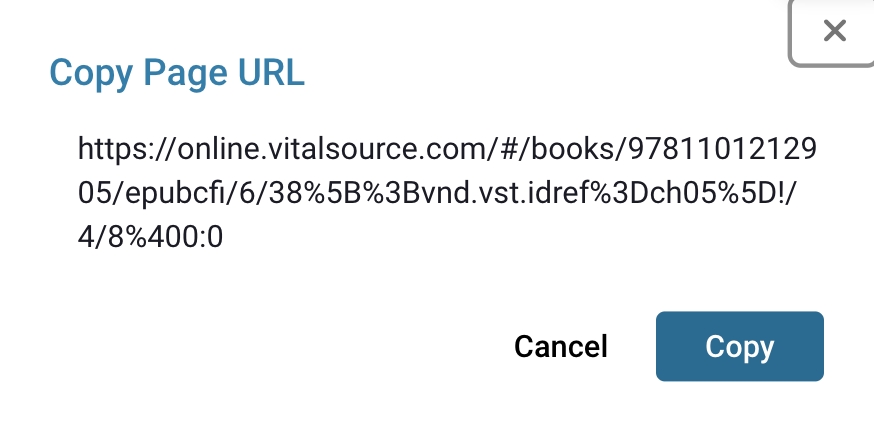 Copy Page URL
https://online.vitalsource.com/#/books/97811012129
05/epubcfi/6/38%5B%3Bvnd.vst.idref%3Dch05%5D!/
4/8%400:0
Cancel
Copy